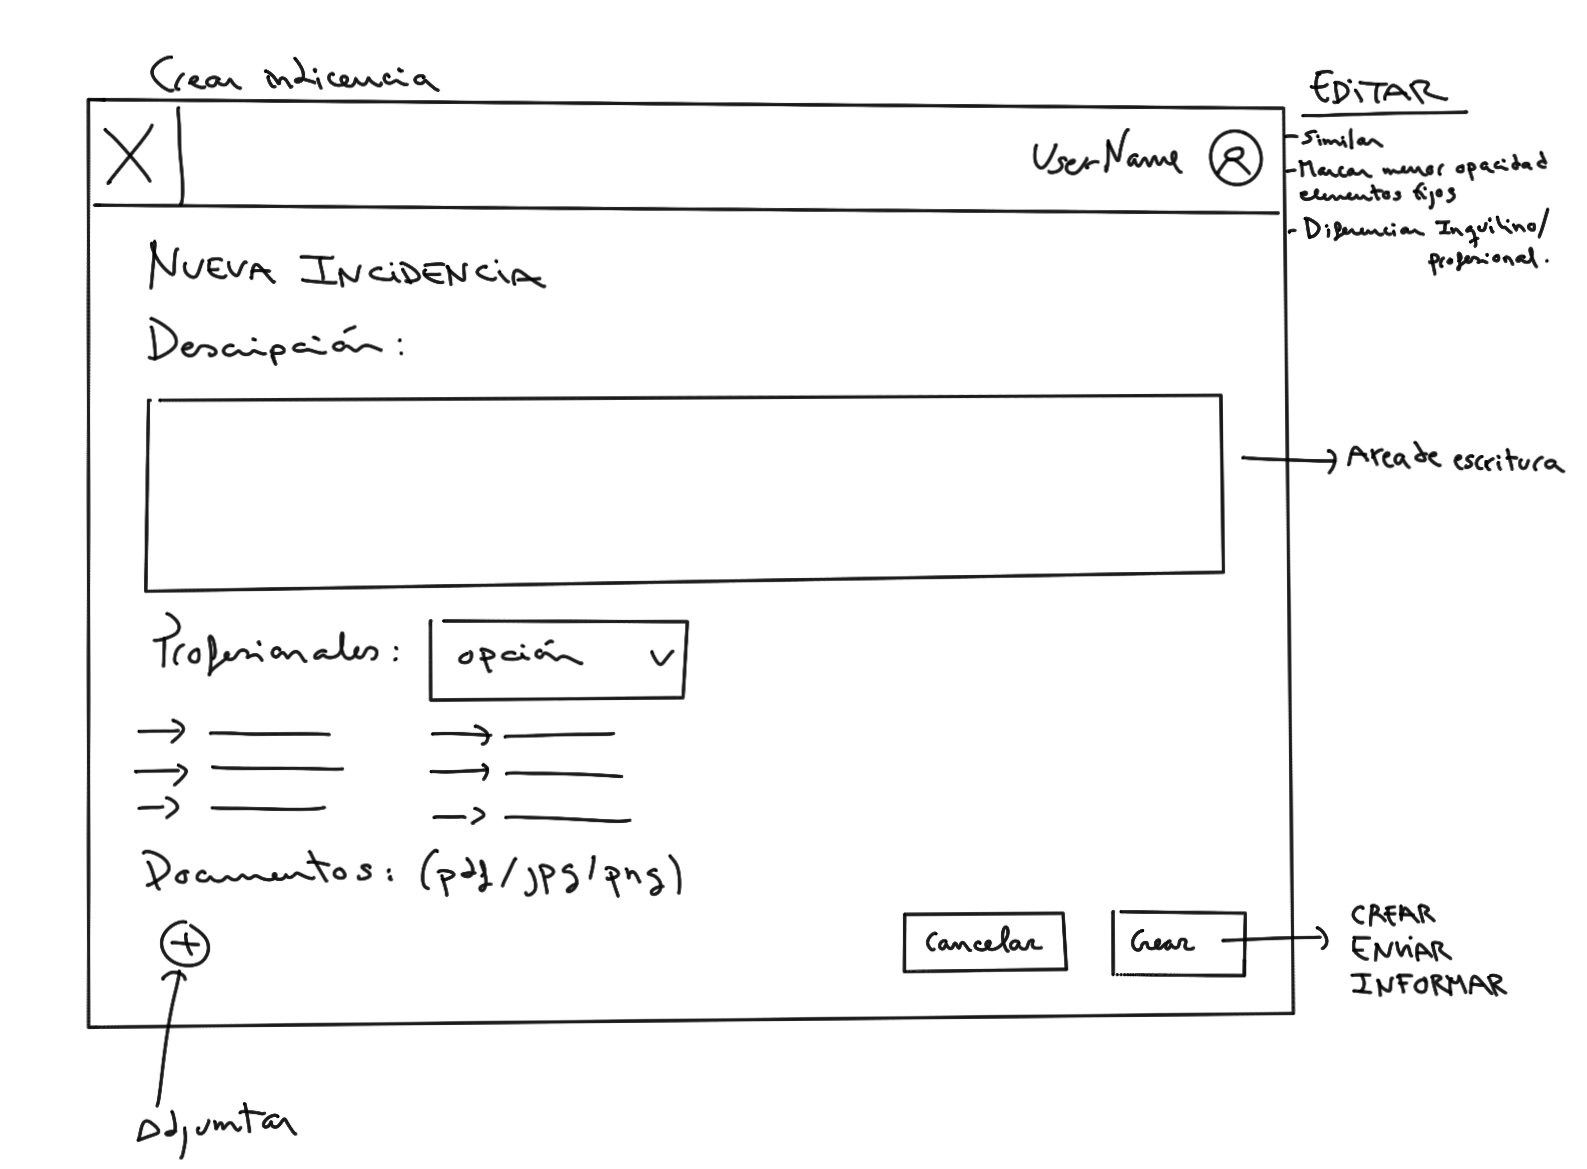 Crear indicencia
EDITAR
- Similar
- Marcar menor opacidad
elementos fijos
- Diferenciar Inquilino/
profesional.
UserName
NUEVA INCIDENCIA
Descripción:
Area de escritura
Profesionales:
opción
Documentos: (pdf/jpg/png)
+
Cancelar
Crear
CREAR
ENVIAR
INFORMAR
Adjuntar